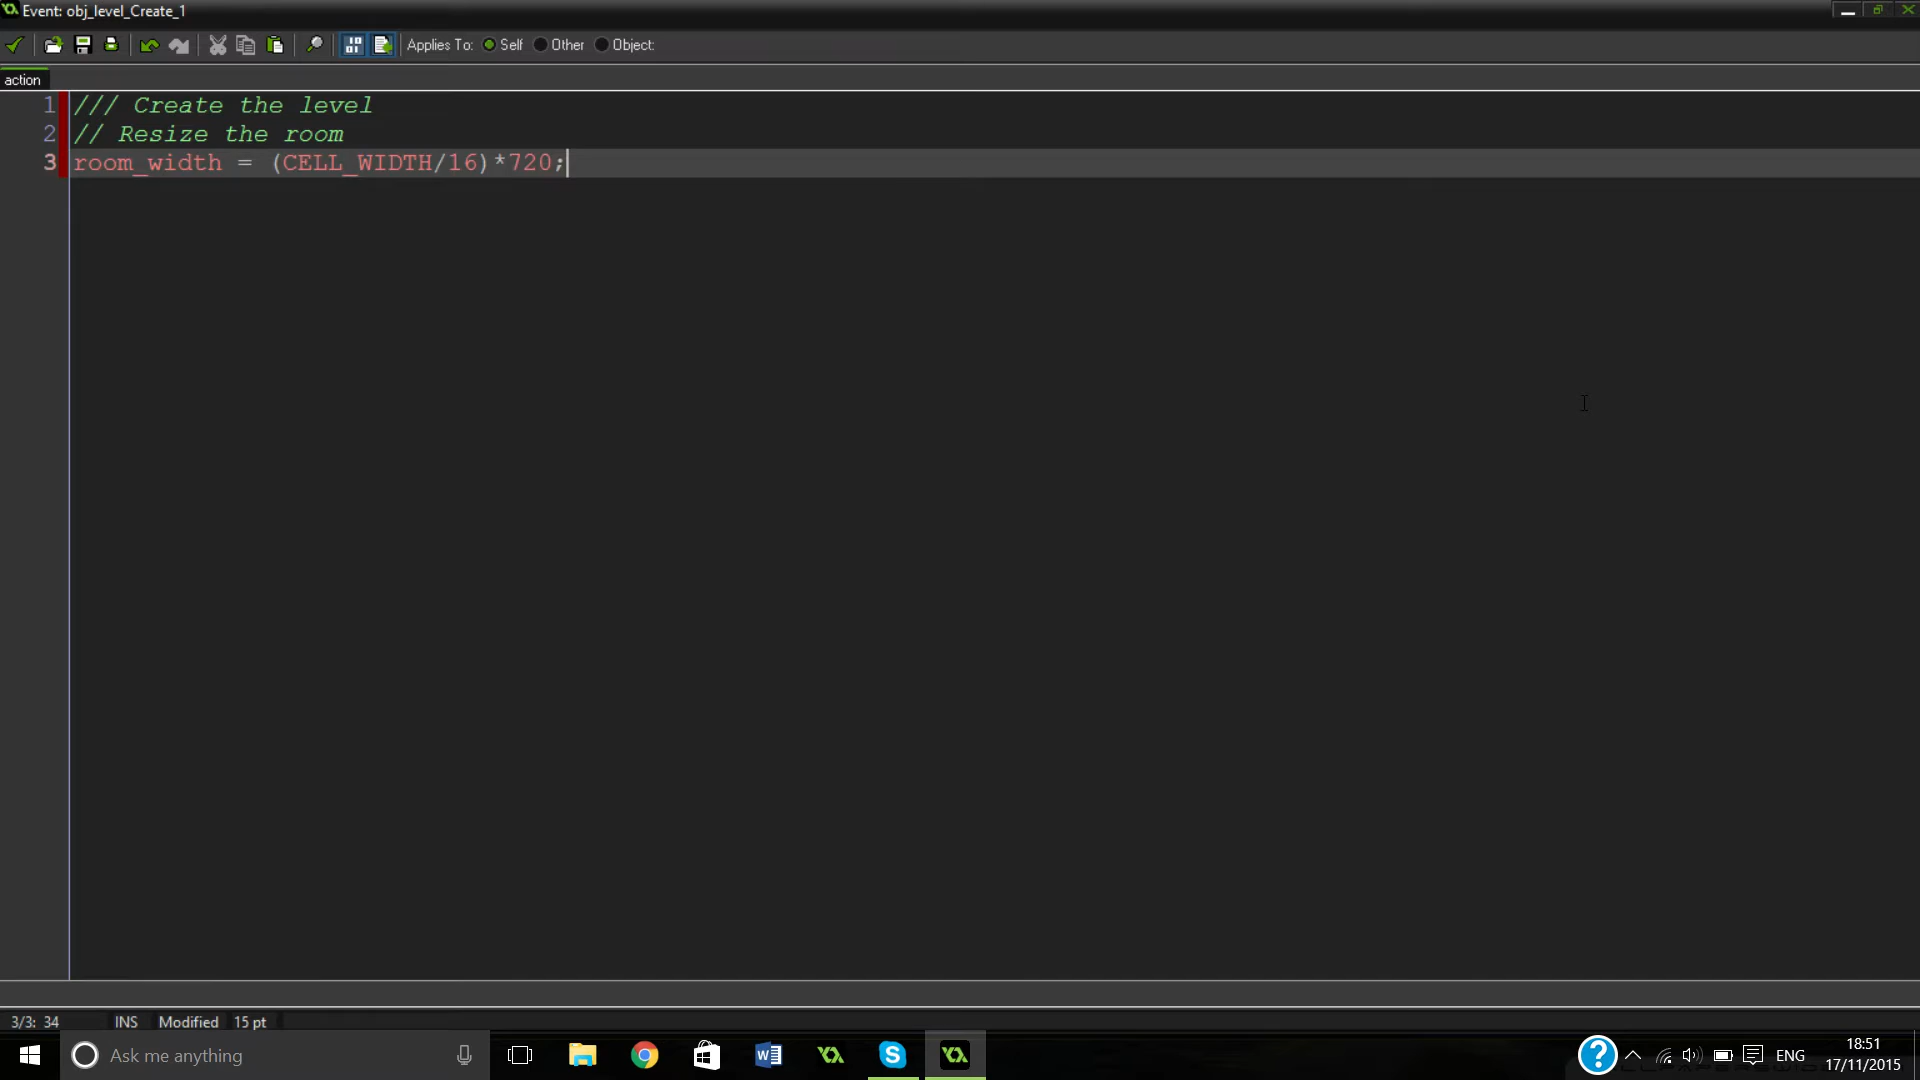 Event: obj_level_Create_1
Applies To: Self Other Object:
action
1 /// Create the level
2 // Resize the room
3 room_width = (CELL_WIDTH/16)*720;
3/3: 34 INS Modified 15 pt
Ask me anything
ENG
18:51
17/11/2015